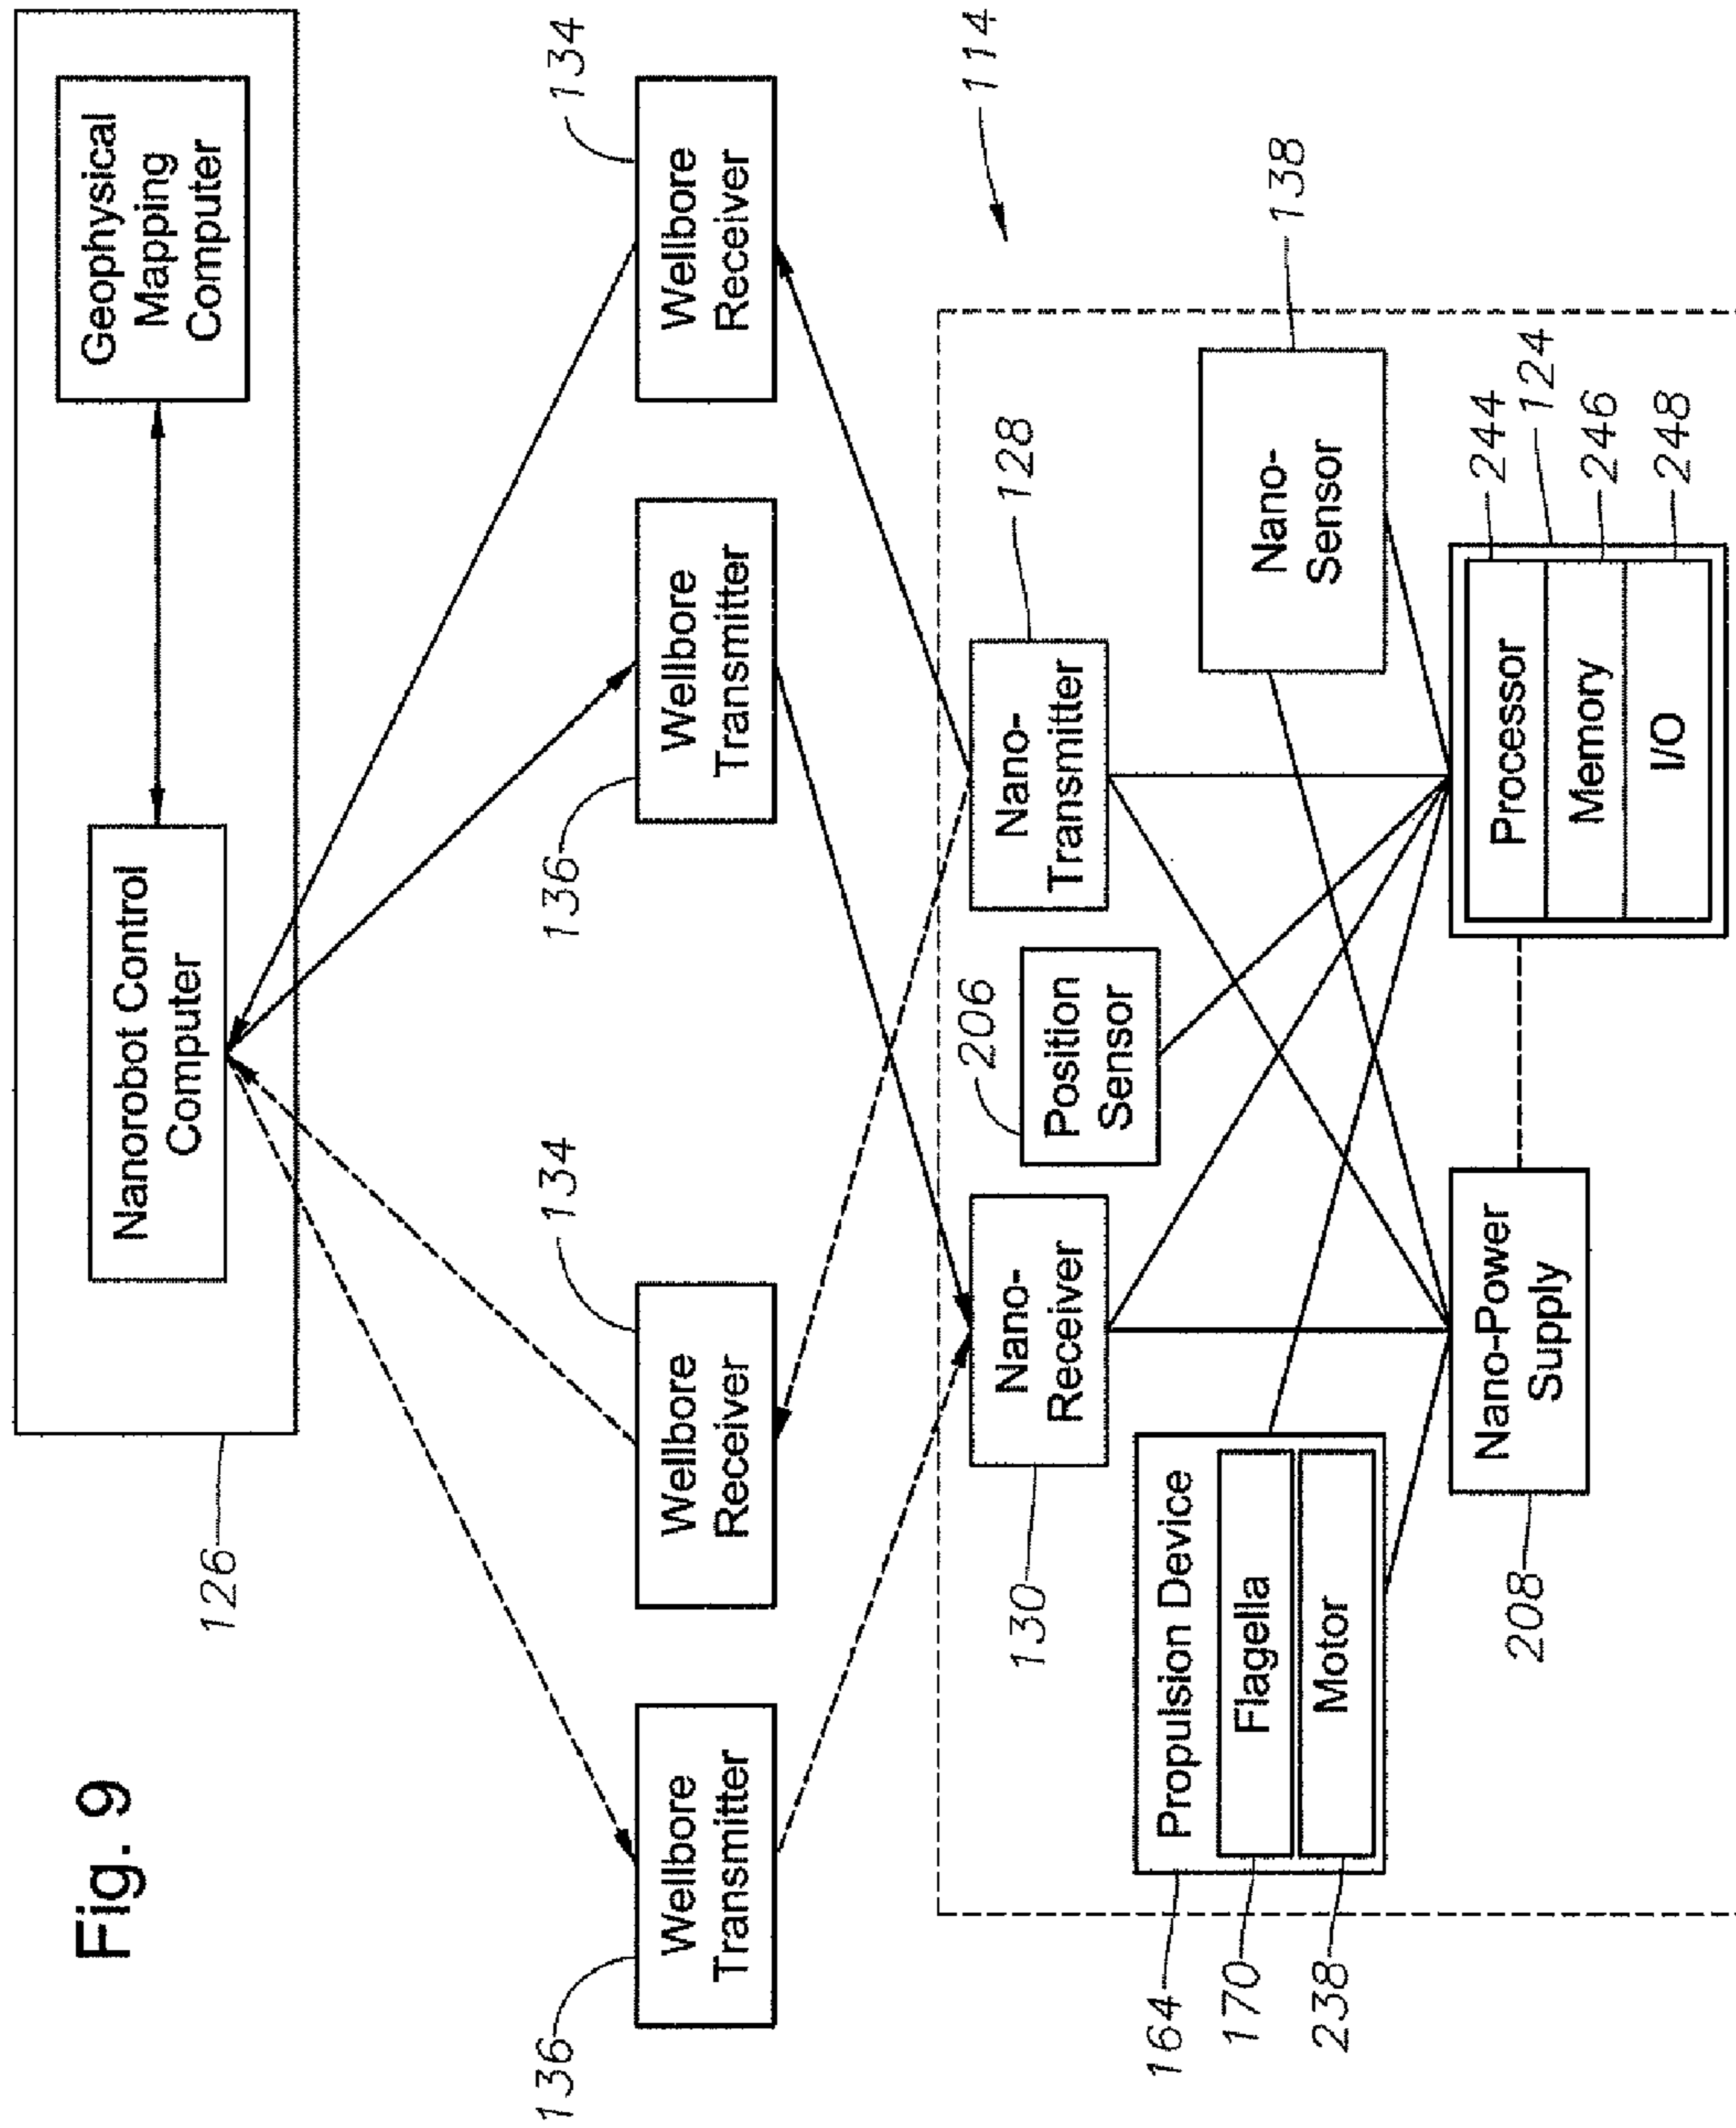 Fig. 9
126
Nanorobot Control
Computer
Geophysical
Mapping
Computer
136
Wellbore
Transmitter
134
Wellbore
Receiver
136
Wellbore
Transmitter
134
Wellbore
Receiver
114
130
Nano-
Receiver
206
Position
Sensor
128
Nano-
Transmitter
138
Nano-
Sensor
164
Propulsion Device
170
Flagella
238
Motor
208
Nano-Power
Supply
Processor
244
124
Memory
246
I/O
248